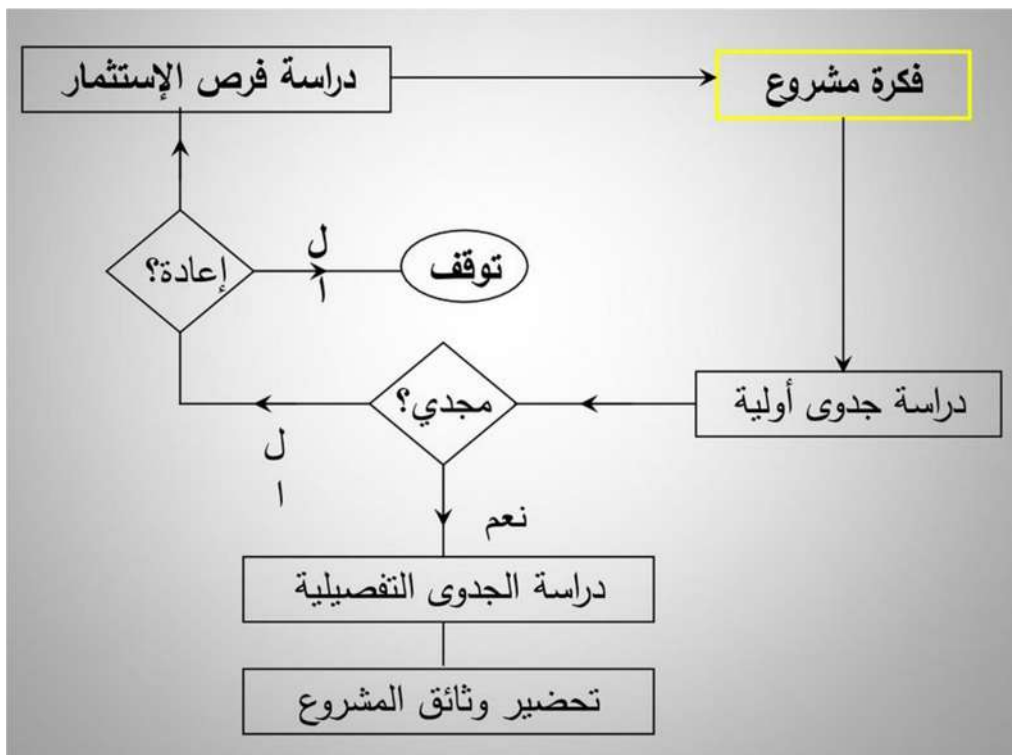 فكرة مشروع
دراسة فرص الإستثمار
توقف
ل
ا
إعادة؟
دراسة جدوى أولية
مجدي؟
ل
ا
نعم
دراسة الجدوى التفصيلية
تحضير وثائق المشروع